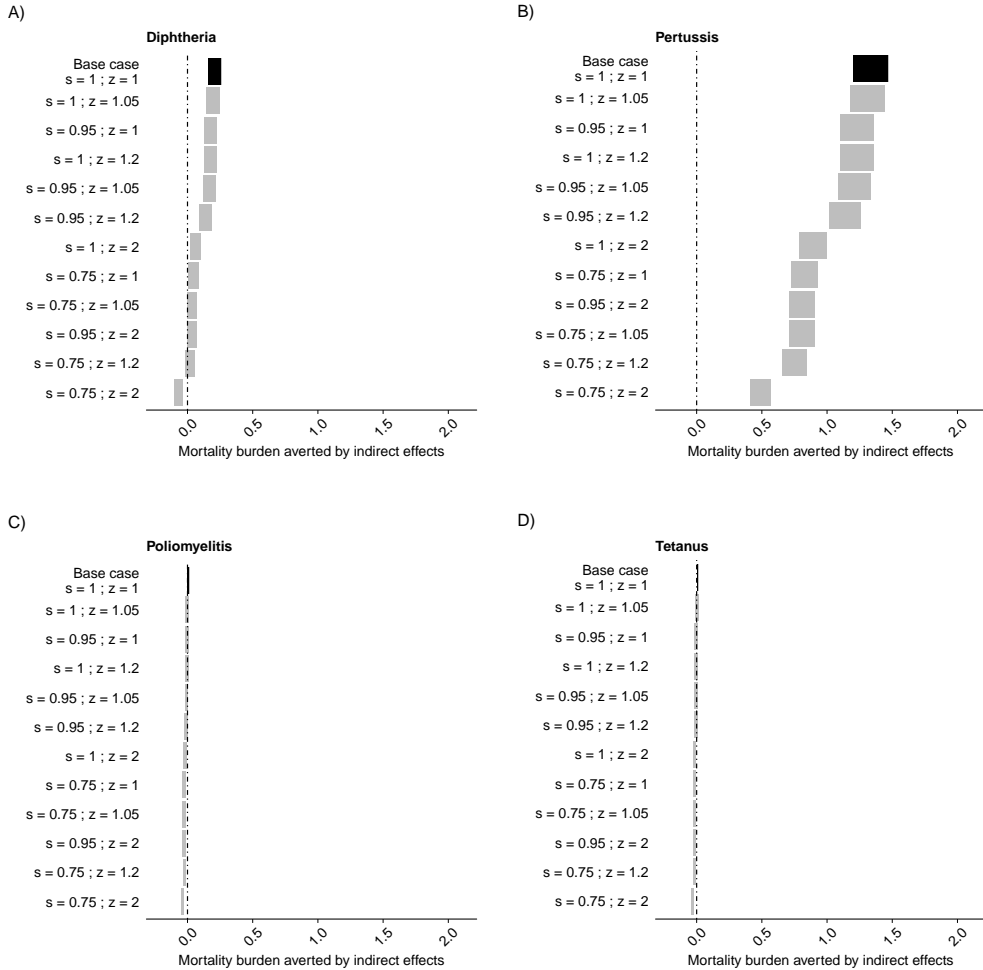 A)
Diphtheria
Base case
s = 1 ; z = 1
s = 1 ; z = 1.05
s = 0.95 ; z = 1
s = 1 ; z = 1.2
s = 0.95 ; z = 1.05
s = 0.95 ; z = 1.2
s = 1 ; z = 2
s = 0.75 ; z = 1
s = 0.75 ; z = 1.05
s = 0.95 ; z = 2
s = 0.75 ; z = 1.2
s = 0.75 ; z = 2
0.0 0.5 1.0 1.5 2.0
Mortality burden averted by indirect effects
B)
Pertussis
Base case
s = 1 ; z = 1
s = 1 ; z = 1.05
s = 0.95 ; z = 1
s = 1 ; z = 1.2
s = 0.95 ; z = 1.05
s = 0.95 ; z = 1.2
s = 1 ; z = 2
s = 0.75 ; z = 1
s = 0.95 ; z = 2
s = 0.75 ; z = 1.05
s = 0.75 ; z = 1.2
s = 0.75 ; z = 2
0.0 0.5 1.0 1.5 2.0
Mortality burden averted by indirect effects
C)
Poliomyelitis
Base case
s = 1 ; z = 1
s = 1 ; z = 1.05
s = 0.95 ; z = 1
s = 1 ; z = 1.2
s = 0.95 ; z = 1.05
s = 0.95 ; z = 1.2
s = 1 ; z = 2
s = 0.75 ; z = 1
s = 0.75 ; z = 1.05
s = 0.95 ; z = 2
s = 0.75 ; z = 1.2
s = 0.75 ; z = 2
0.0 0.5 1.0 1.5 2.0
Mortality burden averted by indirect effects
D)
Tetanus
Base case
s = 1 ; z = 1
s = 1 ; z = 1.05
s = 0.95 ; z = 1
s = 1 ; z = 1.2
s = 0.95 ; z = 1.05
s = 0.95 ; z = 1.2
s = 1 ; z = 2
s = 0.75 ; z = 1
s = 0.75 ; z = 1.05
s = 0.95 ; z = 2
s = 0.75 ; z = 1.2
s = 0.75 ; z = 2
0.0 0.5 1.0 1.5 2.0
Mortality burden averted by indirect effects